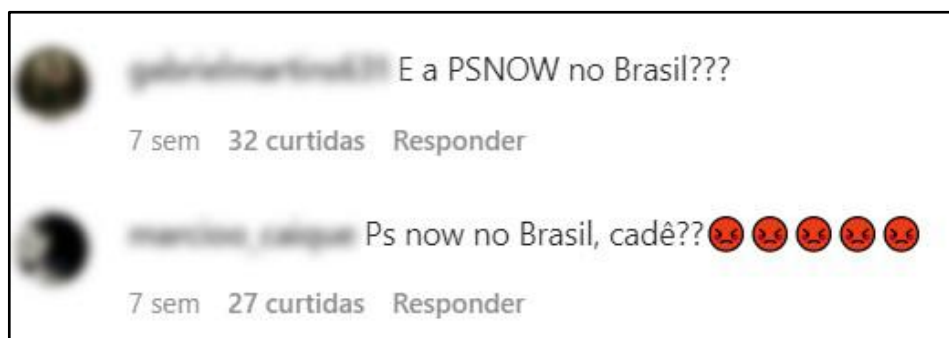 E a PSNOW no Brasil???
7 sem 32 curtidas Responder
Ps now no Brasil, cadê??😡😡😡😡😡
7 sem 27 curtidas Responder